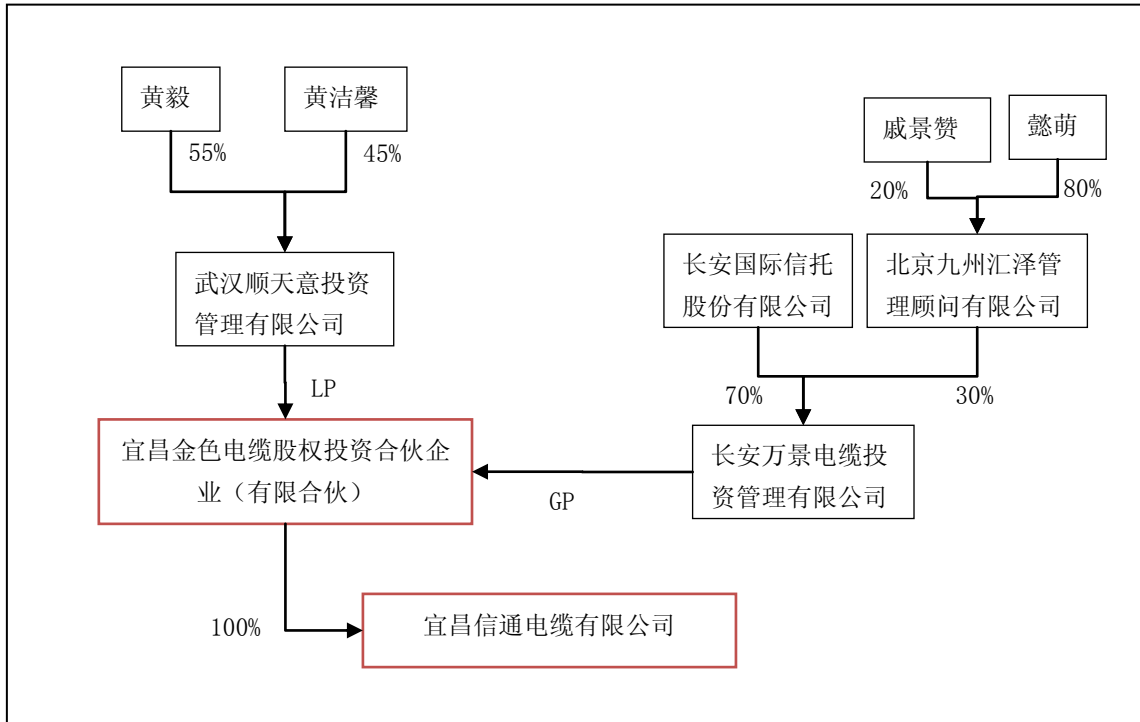 黄毅
黄洁馨
戚景赞
懿萌
55%
45%
20%
80%
武汉顺天意投资
管理有限公司
长安国际信托
股份有限公司
北京九州汇泽管
理顾问有限公司
LP
70%
30%
宜昌金色电缆股权投资合伙企
业（有限合伙）
GP
长安万景电缆投
资管理有限公司
100%
宜昌信通电缆有限公司